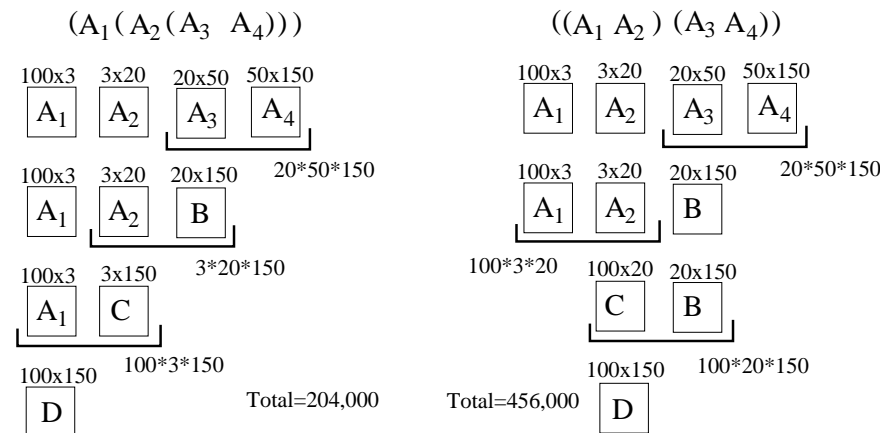 (A1(A2(A3 A4)))
100x3 3x20 20x50 50x150
A1 A2 A3 A4
20*50*150
100x3 3x20 20x150
A1 A2 B
3*20*150
100x3 3x150
A1 C
100*3*150
100x150
D
Total=204,000
((A1 A2) (A3 A4))
100x3 3x20 20x50 50x150
A1 A2 A3 A4
20*50*150
100x3 3x20 20x150
A1 A2 B
100*3*20
100x20 20x150
C B
100*20*150
100x150
Total=456,000
D